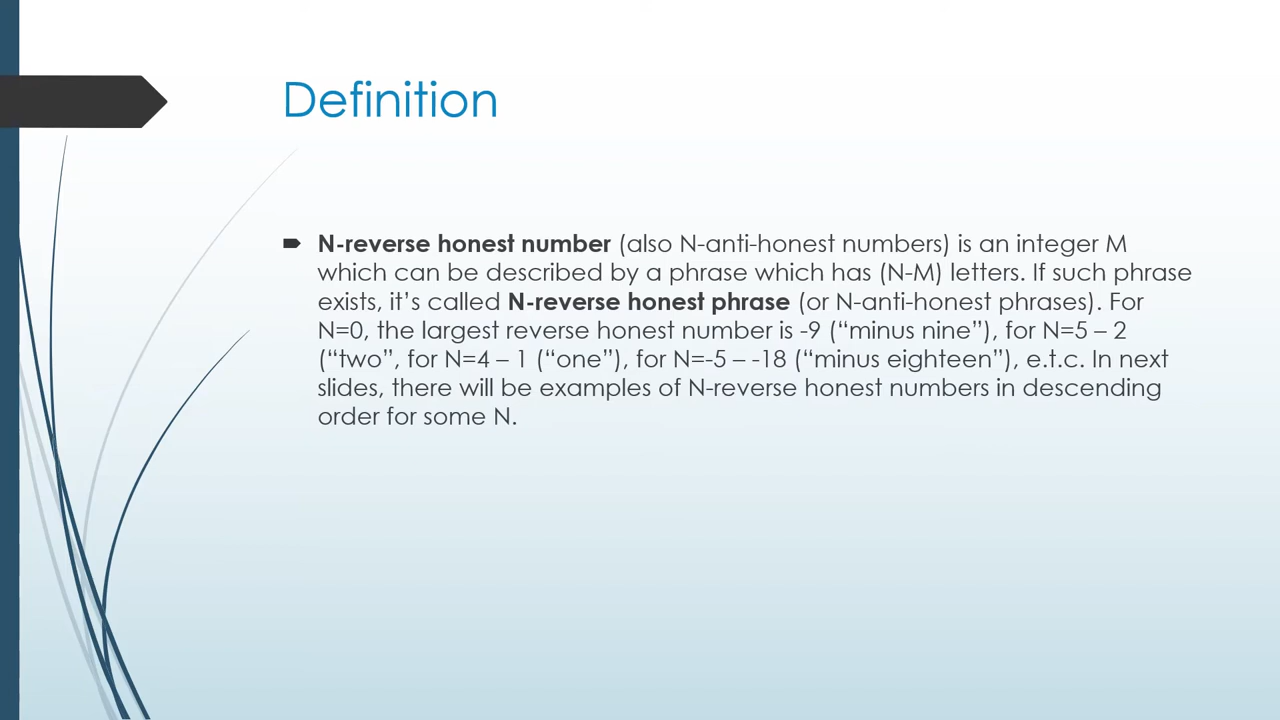 Definition
N-reverse honest number (also N-anti-honest numbers) is an integer M
which can be described by a phrase which has (N-M) letters. If such phrase
exists, it’s called N-reverse honest phrase (or N-anti-honest phrases). For
N=0, the largest reverse honest number is -9 (“minus nine”), for N=5 – 2
(“two”, for N=4 – 1 (“one”), for N=-5 – -18 (“minus eighteen”), e.t.c. In next
slides, there will be examples of N-reverse honest numbers in descending
order for some N.